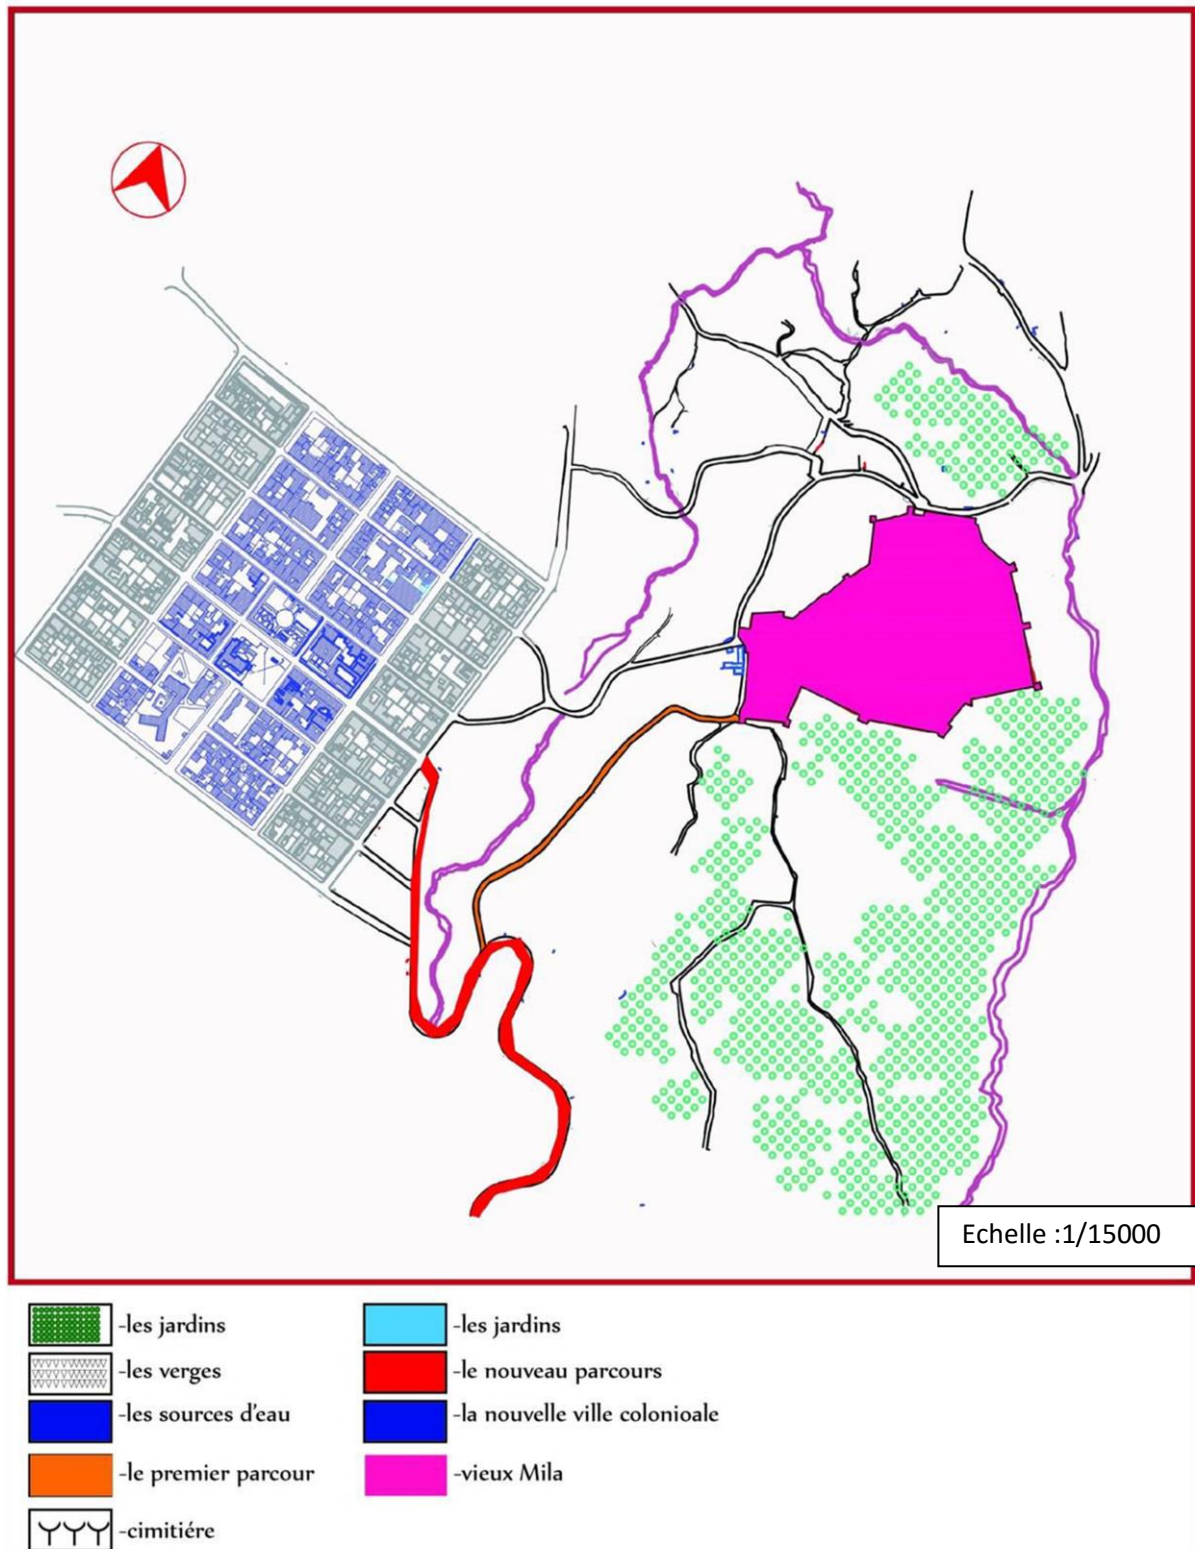 Echelle :1/15000
-les jardins
-les verges
-les sources d'eau
-le premier parcour
-cimitiére
-les jardins
-le nouveau parcours
-la nouvelle ville colonioale
-vieux Mila